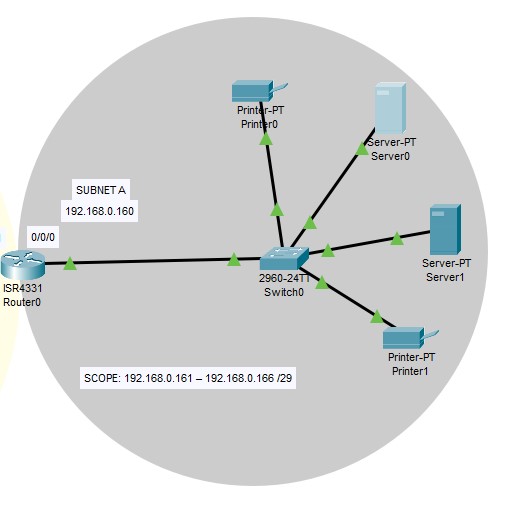 Printer-PT
Printer0
Server-PT
Server0
SUBNET A
192.168.0.160
0/0/0
ISR4331
Router0
2960-24TT
Switch0
Server-PT
Server1
Printer-PT
Printer1
SCOPE: 192.168.0.161 – 192.168.0.166 /29